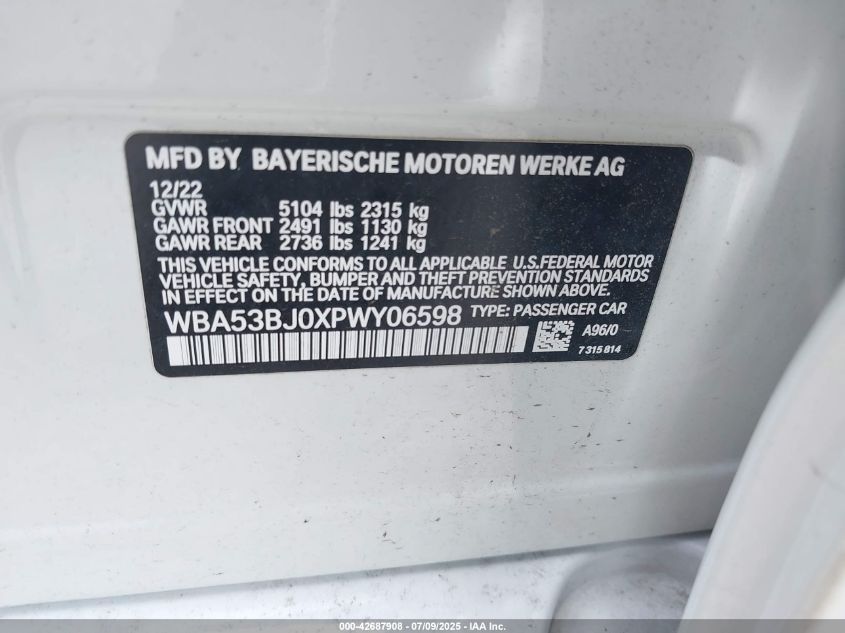 MFD BY BAYERISCHE MOTOREN WERKE AG
12/22
GVWR 5104 lbs 2315 kg
GAWR FRONT 2491 lbs 1130 kg
GAWR REAR 2736 lbs 1241 kg
THIS VEHICLE CONFORMS TO ALL APPLICABLE U.S.FEDERAL MOTOR
VEHICLE SAFETY, BUMPER AND THEFT PREVENTION STANDARDS
IN EFFECT ON THE DATE OF MANUFACTURE SHOWN ABOVE.
WBA53BJ0XPWY06598 TYPE: PASSENGER CAR
A96/0
7 315 814
000-42687908 | 07/09/2025 - IAA Inc.